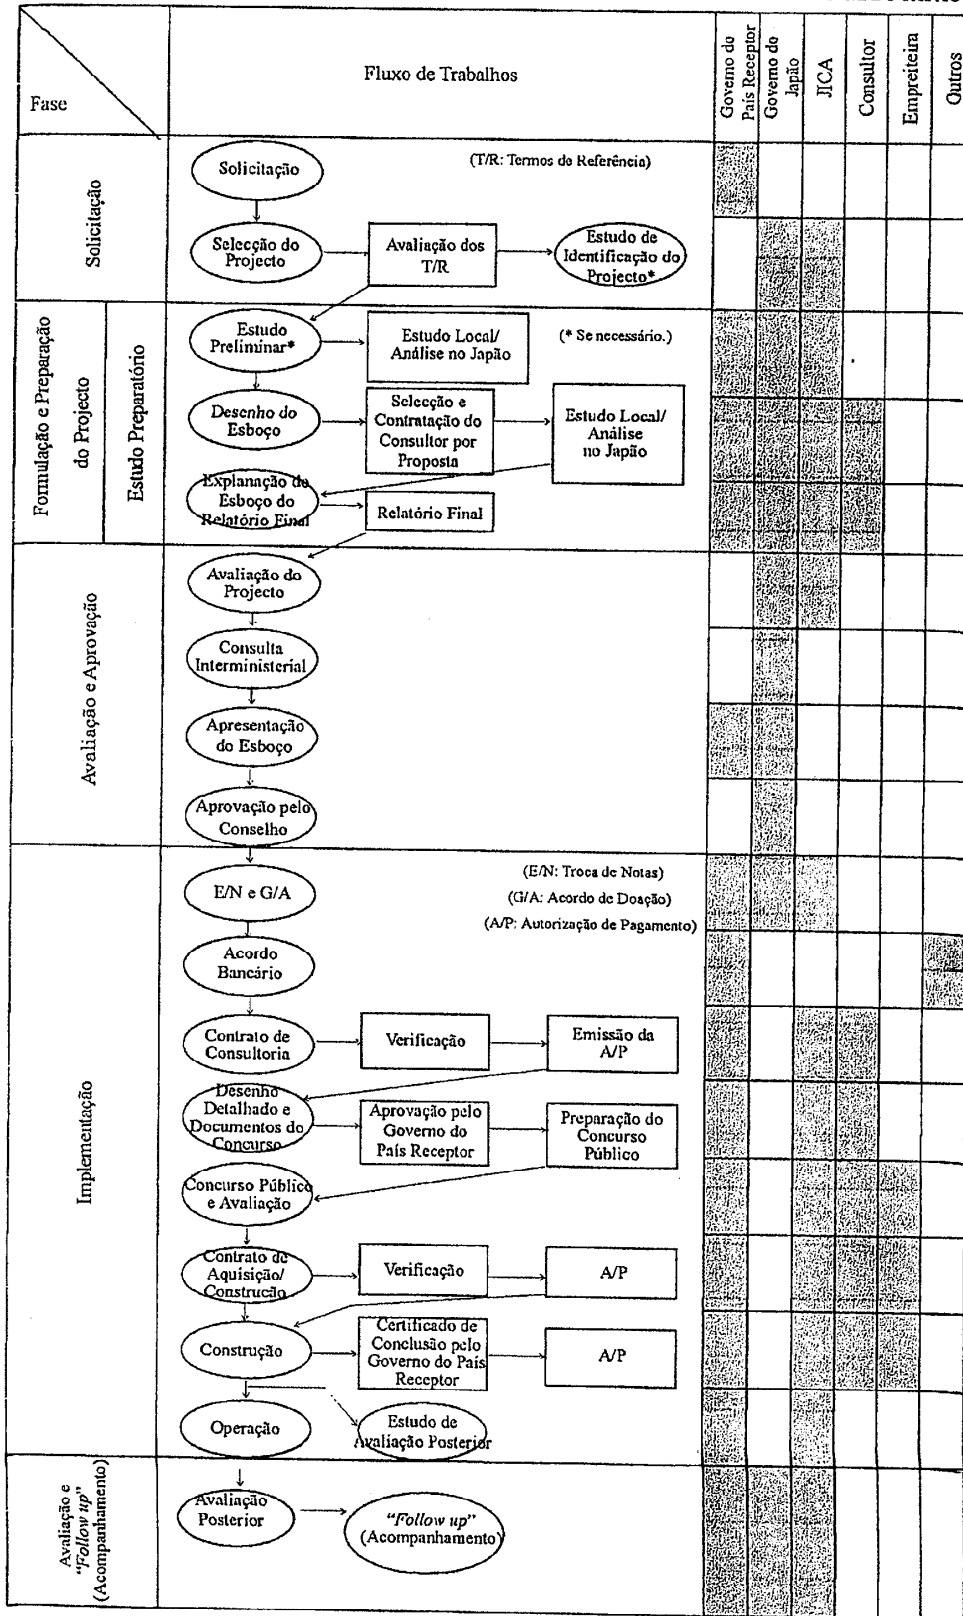 Fase
Fluxo de Trabalhos
Governo do
País Receptor
Governo do
Japão
JICA
Consultor
Empreiteira
Outros
Solicitação
Solicitação
(T/R: Termos de Referência)
Selecção do
Projecto
Avaliação dos
T/R
Estudo de
Identificação do
Projecto*
Formulação e Preparação
do Projecto
Estudo Preparatório
Estudo
Preliminar*
Estudo Local/
Análise no Japão
(* Se necessário.)
Desenho do
Esboço
Selecção e
Contratação do
Consultor por
Proposta
Estudo Local/
Análise
no Japão
Explanação do
Esboço do
Relatório Final
Relatório Final
Avaliação e Aprovação
Avaliação do
Projecto
Consulta
Interministerial
Apresentação
do Esboço
Aprovação pelo
Conselho
Implementação
E/N e G/A
(E/N: Troca de Notas)
(G/A: Acordo de Doação)
(A/P: Autorização de Pagamento)
Acordo
Bancário
Contrato de
Consultoria
Verificação
Emissão da
A/P
Desenho
Detalhado e
Documentos do
Concurso
Aprovação pelo
Governo do
País Receptor
Preparação do
Concurso
Público
Concurso Público
e Avaliação
Contrato de
Aquisição/
Construcão
Verificação
A/P
Construção
Certificado de
Conclusão pelo
Governo do País
Receptor
A/P
Operação
Estudo de
Avaliação Posterior
Avaliação e
"Follow up"
(Acompanhamento)
Avaliação
Posterior
"Follow up"
(Acompanhamento)